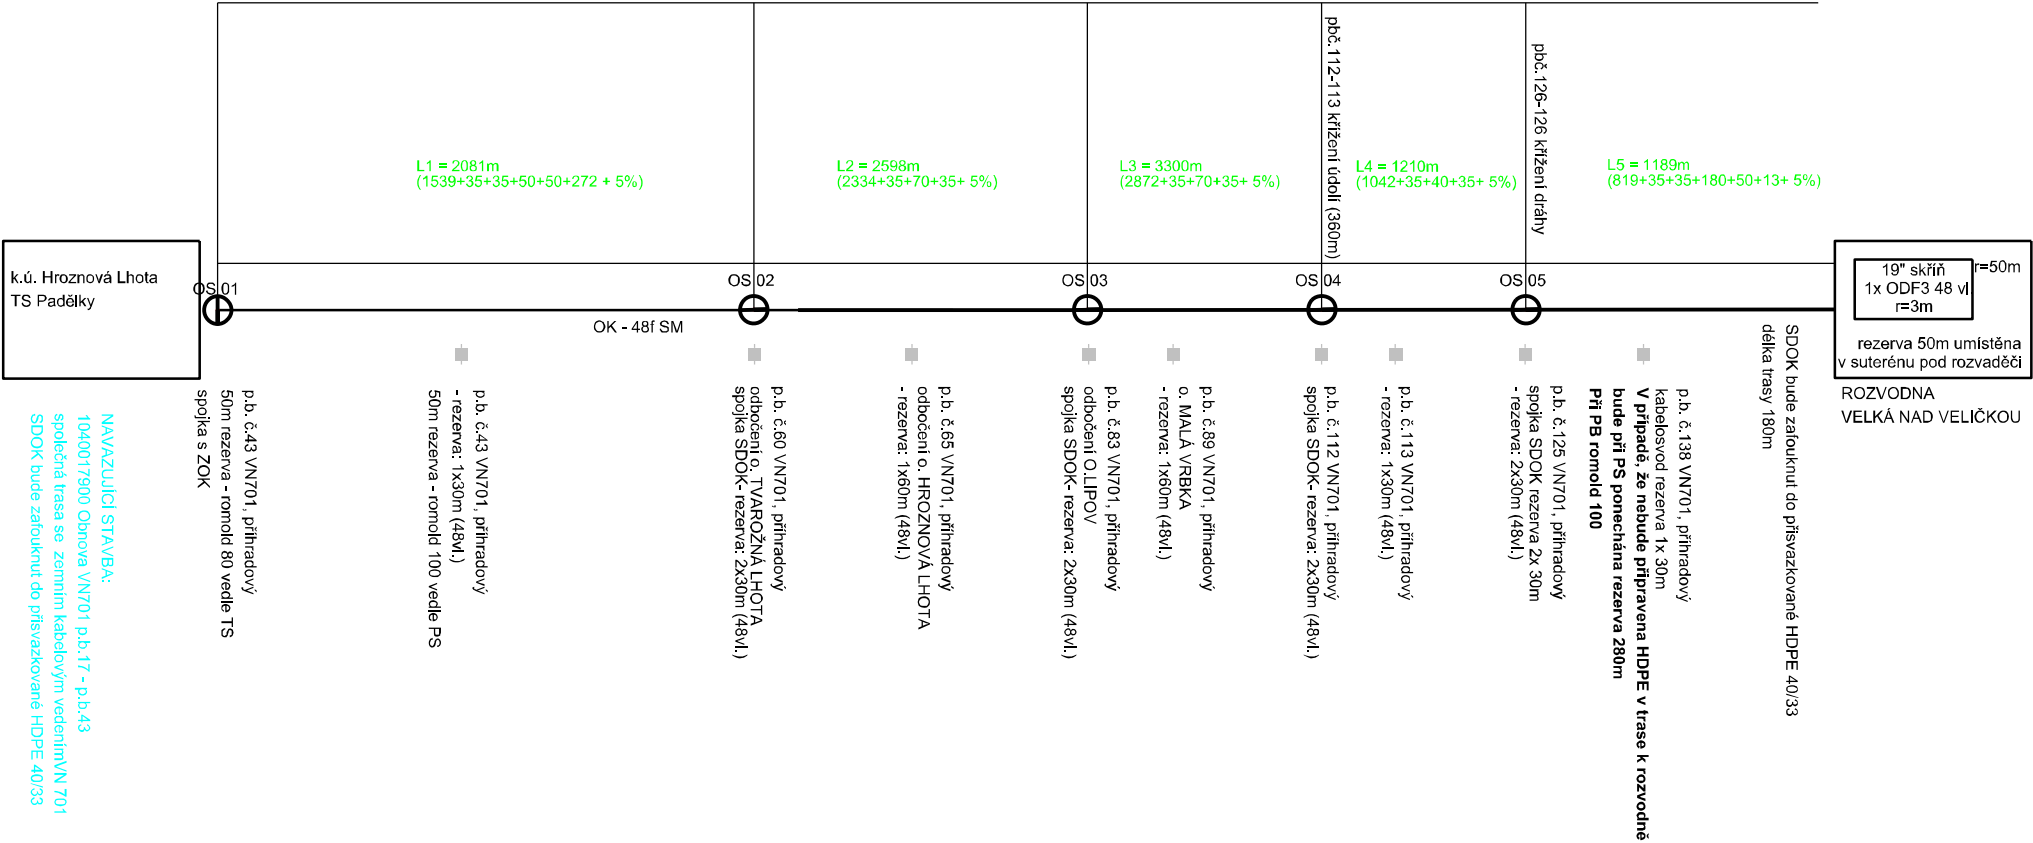 pbč.112-113 křížení údolí (360m)
pbč.126-126 křížení dráhy
L1 = 2081m
(1539+35+35+50+50+272 + 5%)
L2 = 2598m
(2334+35+70+35+ 5%)
L3 = 3300m
(2872+35+70+35+ 5%)
L4 = 1210m
(1042+35+40+35+ 5%)
L5 = 1189m
(819+35+35+180+50+13+ 5%)
k.ú. Hroznová Lhota
TS Padělky
OS 01
OS 02
OS 03
OS 04
OS 05
OK - 48f SM
19" skříň
1x ODF3 48 vl
r=3m
r=50m
rezerva 50m umístěna
v suterénu pod rozvaděči
ROZVODNA
VELKÁ NAD VELIČKOU
NAVAZUJÍCÍ STAVBA:
1040017900 Obnova VN701 p.b.17 - p.b.43
společná trasa se zemním kabelovým vedenímVN 701
SDOK bude zafouknut do přisvazkované HDPE 40/33
p.b. č.43 VN701, příhradový
50m rezerva - romold 80 vedle TS
spojka s ZOK
p.b. č.43 VN701, příhradový
- rezerva: 1x30m (48vl.)
50m rezerva - romold 100 vedle PS
p.b. č.60 VN701, příhradový
odbočení o. TVAROŽNÁ LHOTA
spojka SDOK- rezerva: 2x30m (48vl.)
p.b. č.65 VN701, příhradový
odbočení o. HROZNOVÁ LHOTA
- rezerva: 1x60m (48vl.)
p.b. č.83 VN701, příhradový
odbočení O.LIPOV
spojka SDOK- rezerva: 2x30m (48vl.)
p.b. č.89 VN701, příhradový
o. MALÁ VRBKA
- rezerva: 1x60m (48vl.)
p.b. č.112 VN701, příhradový
spojka SDOK- rezerva: 2x30m (48vl.)
p.b. č.113 VN701, příhradový
- rezerva: 1x30m (48vl.)
p.b. č.125 VN701, příhradový
spojka SDOK rezerva 2x 30m
- rezerva: 2x30m (48vl.)
p.b. č.138 VN701, příhradový
kabelosvod rezerva 1x 30m
V případě, že nebude připravena HDPE v trase k rozvodně
bude při PS ponechána rezerva 280m
Při PB romold 100
SDOK bude zafouknut do přisvazkované HDPE 40/33
délka trasy 180m